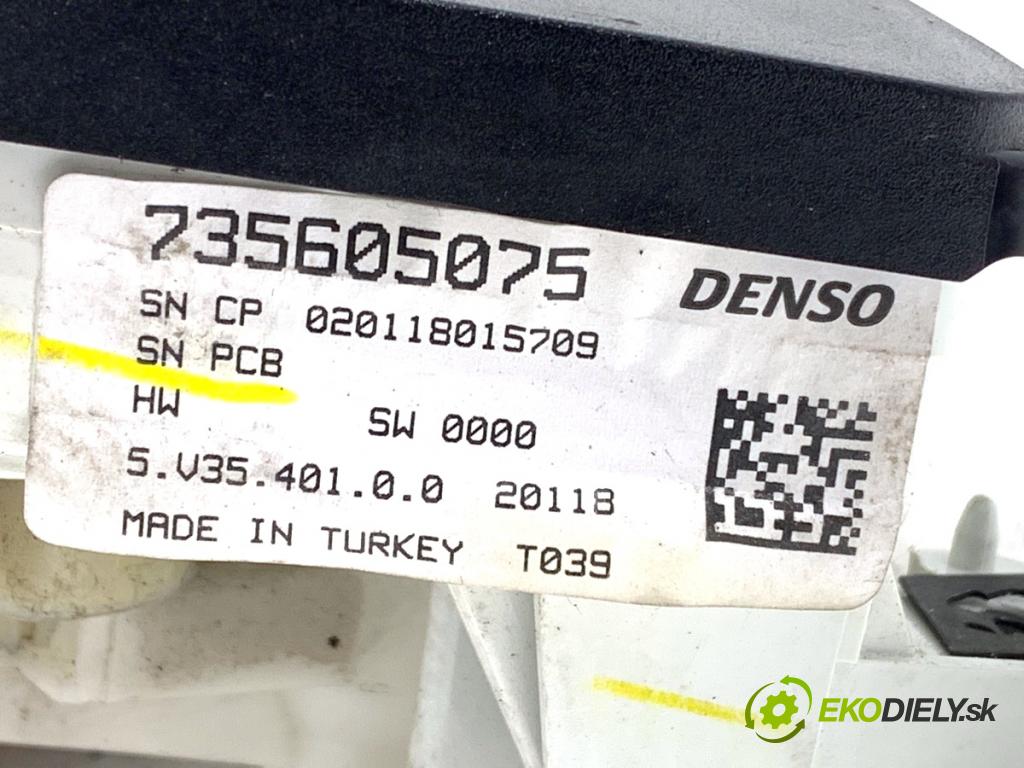 735605075
DENSO
SN CP 020118015709
SN PCB
HW SW 0000
5.V35.401.0.0 20118
MADE IN TURKEY T039
EKODIELY.sk